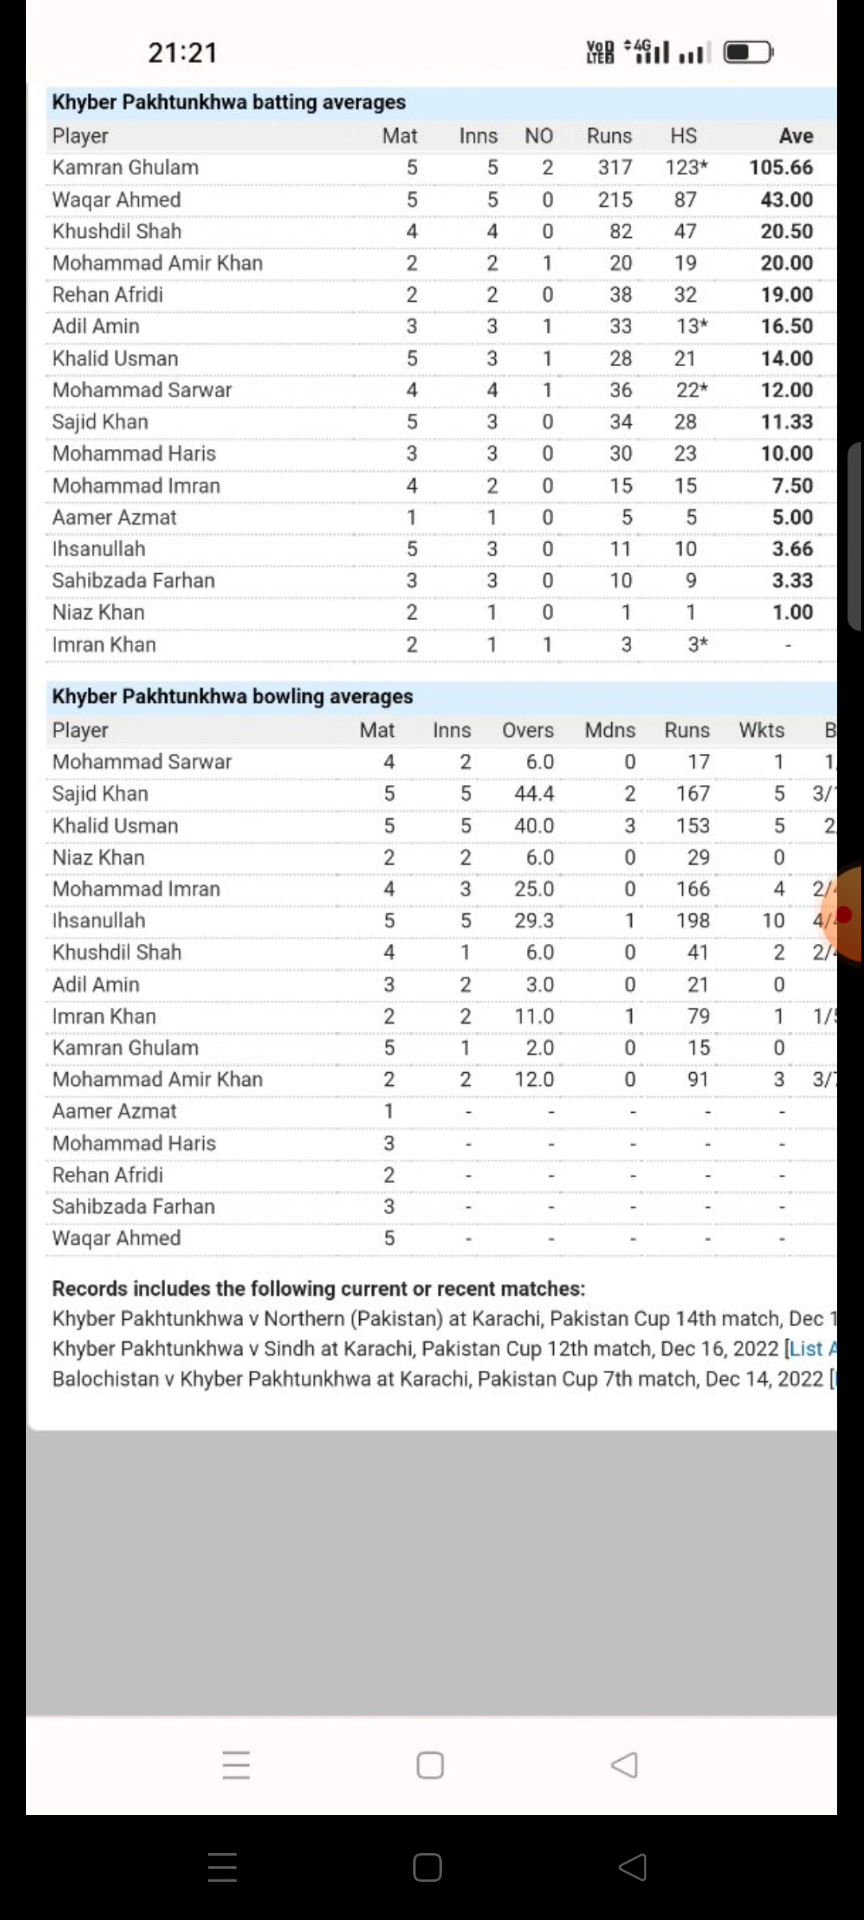 21:21
Vo) LTE2 4G
Khyber Pakhtunkhwa batting averages
Player Mat Inns NO Runs HS Ave
Kamran Ghulam 5 5 2 317 123* 105.66
Waqar Ahmed 5 5 0 215 87 43.00
Khushdil Shah 4 4 0 82 47 20.50
Mohammad Amir Khan 2 2 1 20 19 20.00
Rehan Afridi 2 2 0 38 32 19.00
Adil Amin 3 3 1 33 13* 16.50
Khalid Usman 5 3 1 28 21 14.00
Mohammad Sarwar 4 4 1 36 22* 12.00
Sajid Khan 5 3 0 34 28 11.33
Mohammad Haris 3 3 0 30 23 10.00
Mohammad Imran 4 2 0 15 15 7.50
Aamer Azmat 1 1 0 5 5 5.00
Ihsanullah 5 3 0 11 10 3.66
Sahibzada Farhan 3 3 0 10 9 3.33
Niaz Khan 2 1 0 1 1 1.00
Imran Khan 2 1 1 3 3* -
Khyber Pakhtunkhwa bowling averages
Player Mat Inns Overs Mdns Runs Wkts B
Mohammad Sarwar 4 2 6.0 0 17 1 1
Sajid Khan 5 5 44.4 2 167 5 3/
Khalid Usman 5 5 40.0 3 153 5 2
Niaz Khan 2 2 6.0 0 29 0
Mohammad Imran 4 3 25.0 0 166 4 2/
Ihsanullah 5 5 29.3 1 198 10 4/
Khushdil Shah 4 1 6.0 0 41 2 2/
Adil Amin 3 2 3.0 0 21 0
Imran Khan 2 2 11.0 1 79 1 1/
Kamran Ghulam 5 1 2.0 0 15 0
Mohammad Amir Khan 2 2 12.0 0 91 3 3/
Aamer Azmat 1 - - - - -
Mohammad Haris 3 - - - - -
Rehan Afridi 2 - - - - -
Sahibzada Farhan 3 - - - - -
Waqar Ahmed 5 - - - - -
Records includes the following current or recent matches:
Khyber Pakhtunkhwa v Northern (Pakistan) at Karachi, Pakistan Cup 14th match, Dec 1
Khyber Pakhtunkhwa v Sindh at Karachi, Pakistan Cup 12th match, Dec 16, 2022 [List A
Balochistan v Khyber Pakhtunkhwa at Karachi, Pakistan Cup 7th match, Dec 14, 2022 [